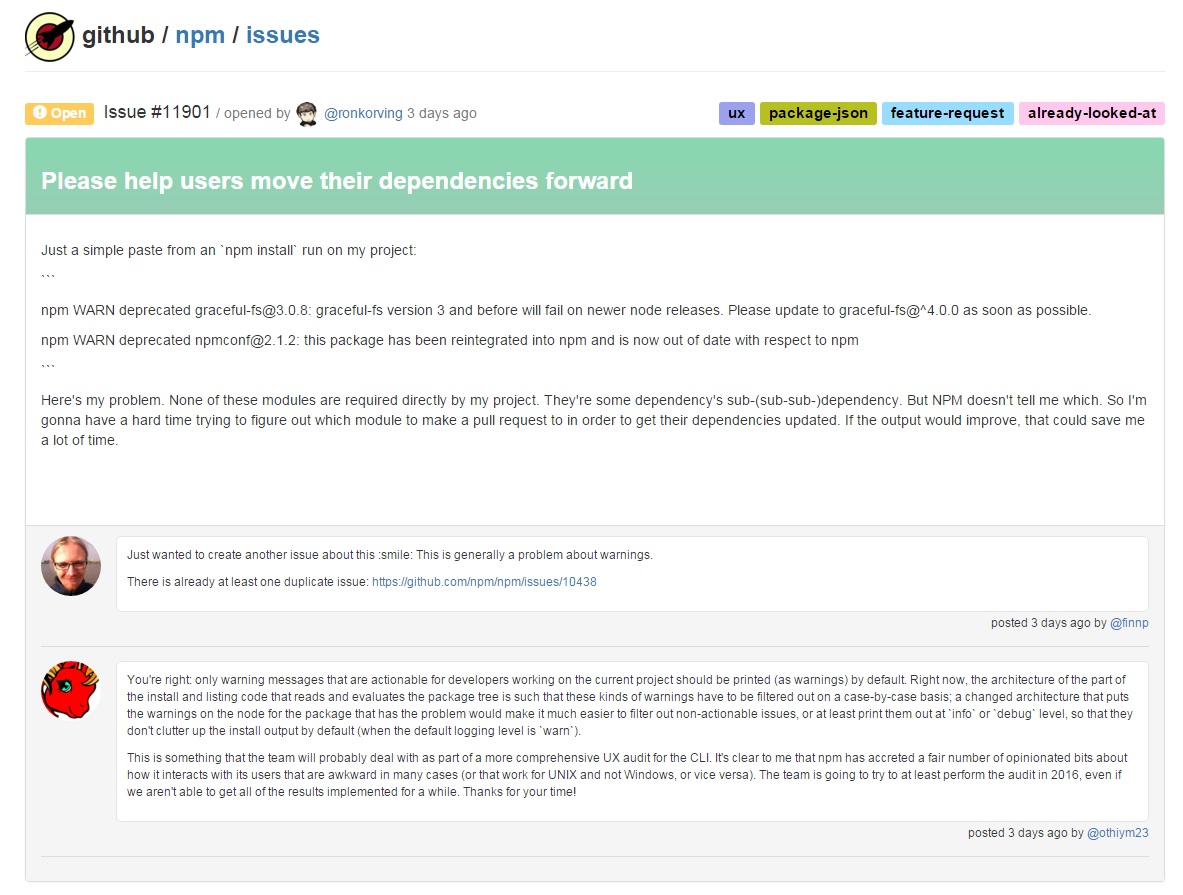 github / npm / issues
Open Issue #11901 / opened by @ronkorving 3 days ago ux package-json feature-request already-looked-at
Please help users move their dependencies forward
Just a simple paste from an `npm install` run on my project:
```
npm WARN deprecated graceful-fs@3.0.8: graceful-fs version 3 and before will fail on newer node releases. Please update to graceful-fs@^4.0.0 as soon as possible.
npm WARN deprecated npmconf@2.1.2: this package has been reintegrated into npm and is now out of date with respect to npm
```
Here's my problem. None of these modules are required directly by my project. They're some dependency's sub-(sub-sub-)dependency. But NPM doesn't tell me which. So I'm
gonna have a hard time trying to figure out which module to make a pull request to in order to get their dependencies updated. If the output would improve, that could save me
a lot of time.
Just wanted to create another issue about this :smile: This is generally a problem about warnings.
There is already at least one duplicate issue: https://github.com/npm/npm/issues/10438
posted 3 days ago by @finnp
You're right: only warning messages that are actionable for developers working on the current project should be printed (as warnings) by default. Right now, the architecture of the part of
the install and listing code that reads and evaluates the package tree is such that these kinds of warnings have to be filtered out on a case-by-case basis; a changed architecture that puts
the warnings on the node for the package that has the problem would make it much easier to filter out non-actionable issues, or at least print them out at `info` or `debug` level, so that they
don't clutter up the install output by default (when the default logging level is `warn`).
This is something that the team will probably deal with as part of a more comprehensive UX audit for the CLI. It's clear to me that npm has accreted a fair number of opinionated bits about
how it interacts with its users that are awkward in many cases (or that work for UNIX and not Windows, or vice versa). The team is going to try to at least perform the audit in 2016, even if
we aren't able to get all of the results implemented for a while. Thanks for your time!
posted 3 days ago by @othiym23